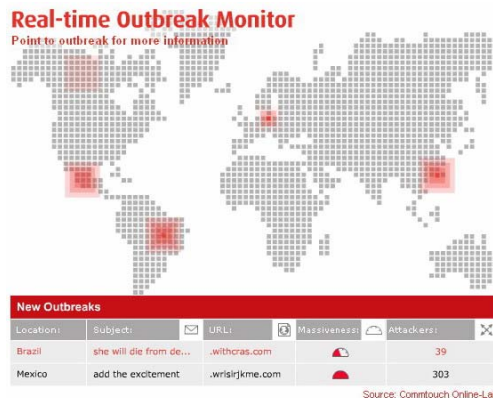 Real-time Outbreak Monitor
Point to outbreak for more information
New Outbreaks
Location: Subject: URL: Massiveness: Attackers:
Brazil she will die from de... .withcras.com 39
Mexico add the excitement .wrislrjkme.com 303
Source: Commtouch Online-La